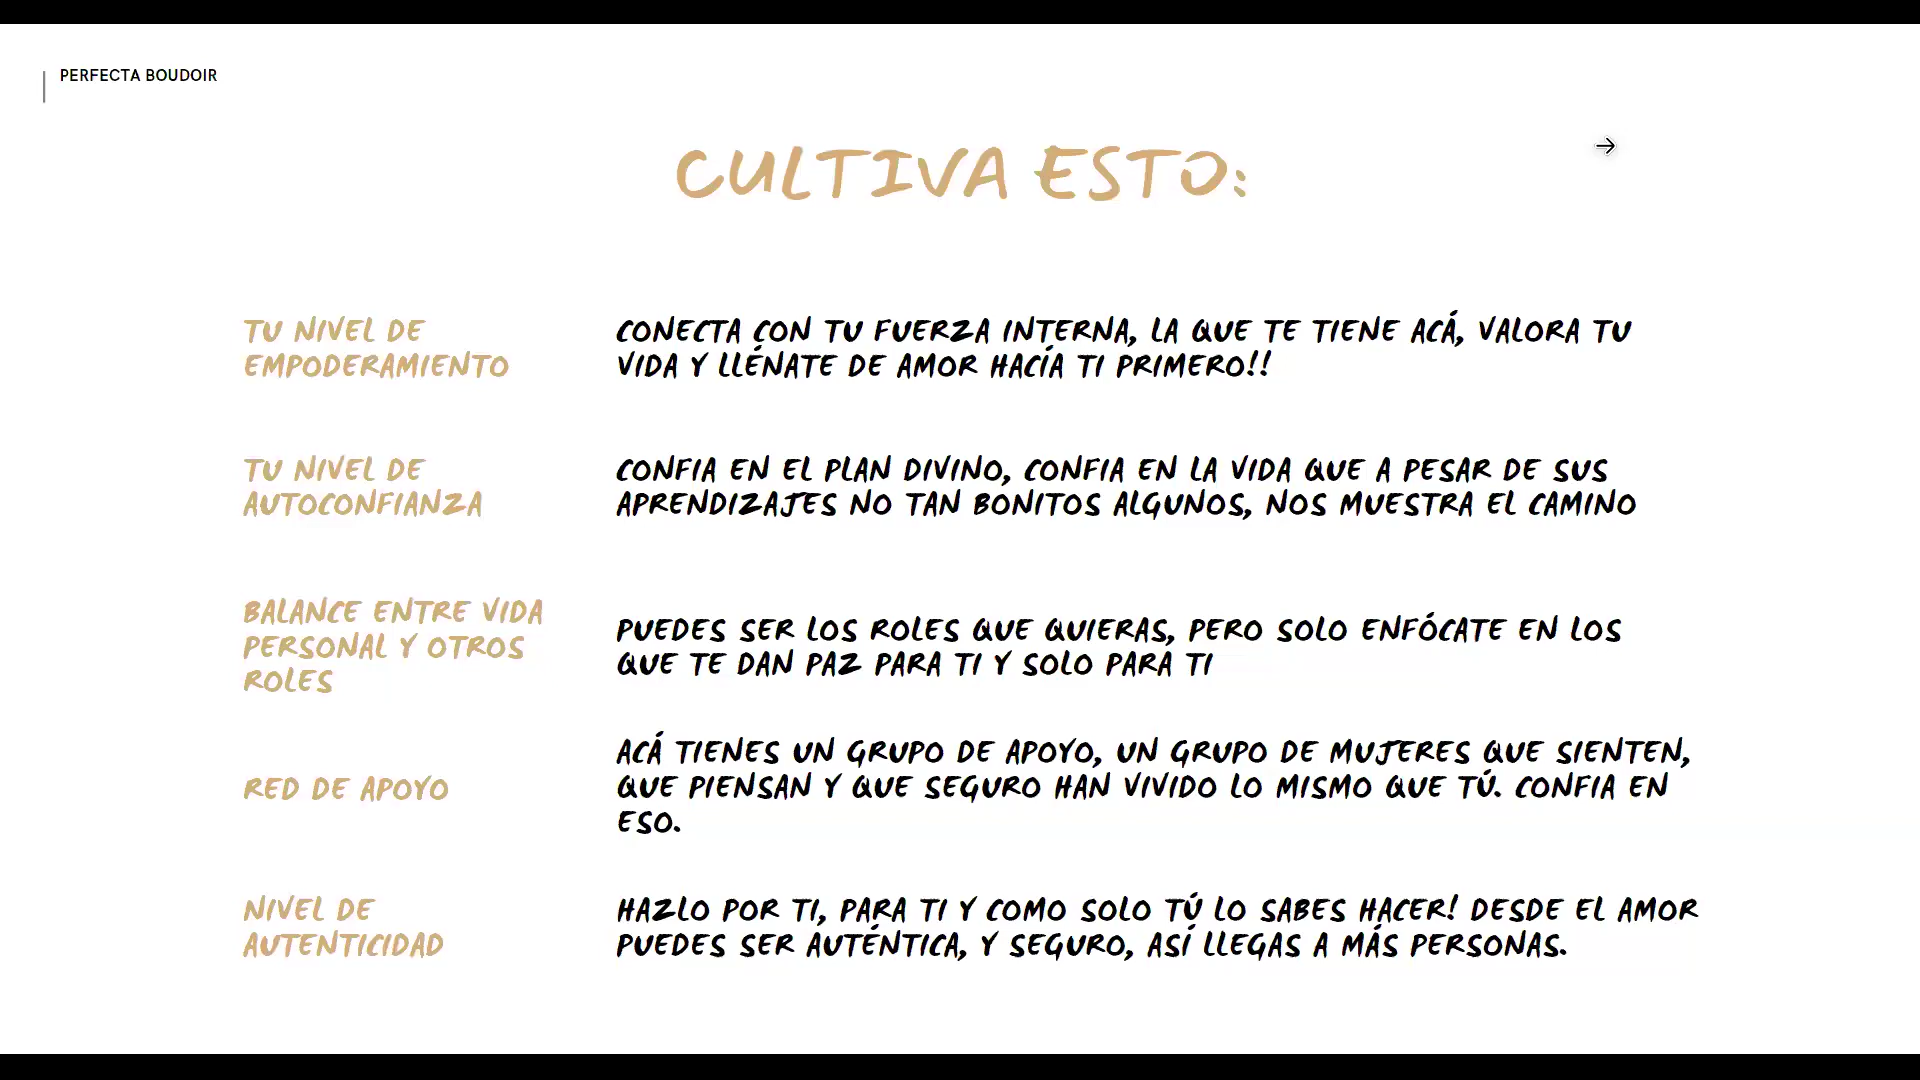 PERFECTA BOUDOIR
CULTIVA ESTO:
TU NIVEL DE
EMPODERAMIENTO
CONECTA CON TU FUERZA INTERNA, LA QUE TE TIENE ACÁ, VALORA TU
VIDA Y LLÉNATE DE AMOR HACÍA TI PRIMERO!!
TU NIVEL DE
AUTOCONFIANZA
CONFIA EN EL PLAN DIVINO, CONFIA EN LA VIDA QUE A PESAR DE SUS
APRENDIZAJES NO TAN BONITOS ALGUNOS, NOS MUESTRA EL CAMINO
BALANCE ENTRE VIDA
PERSONAL Y OTROS
ROLES
PUEDES SER LOS ROLES QUE QUIERAS, PERO SOLO ENFÓCATE EN LOS
QUE TE DAN PAZ PARA TI Y SOLO PARA TI
RED DE APOYO
ACÁ TIENES UN GRUPO DE APOYO, UN GRUPO DE MUJERES QUE SIENTEN,
QUE PIENSAN Y QUE SEGURO HAN VIVIDO LO MISMO QUE TÚ. CONFIA EN
ESO.
NIVEL DE
AUTENTICIDAD
HAZLO POR TI, PARA TI Y COMO SOLO TÚ LO SABES HACER! DESDE EL AMOR
PUEDES SER AUTÉNTICA, Y SEGURO, ASÍ LLEGAS A MÁS PERSONAS.